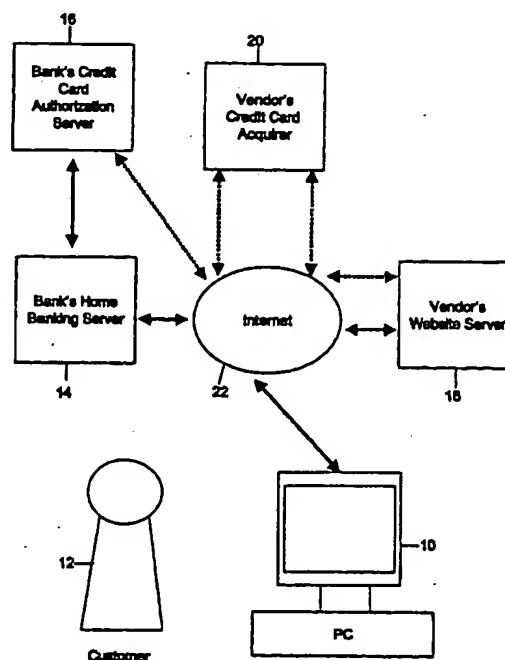 16
Bank's Credit
Card
Authorization
Server
20
Vendor's
Credit Card
Acquirer
Bank's Home
Banking Server
14
Internet
22
Vendor's
Website Server
18
12
Customer
10
PC